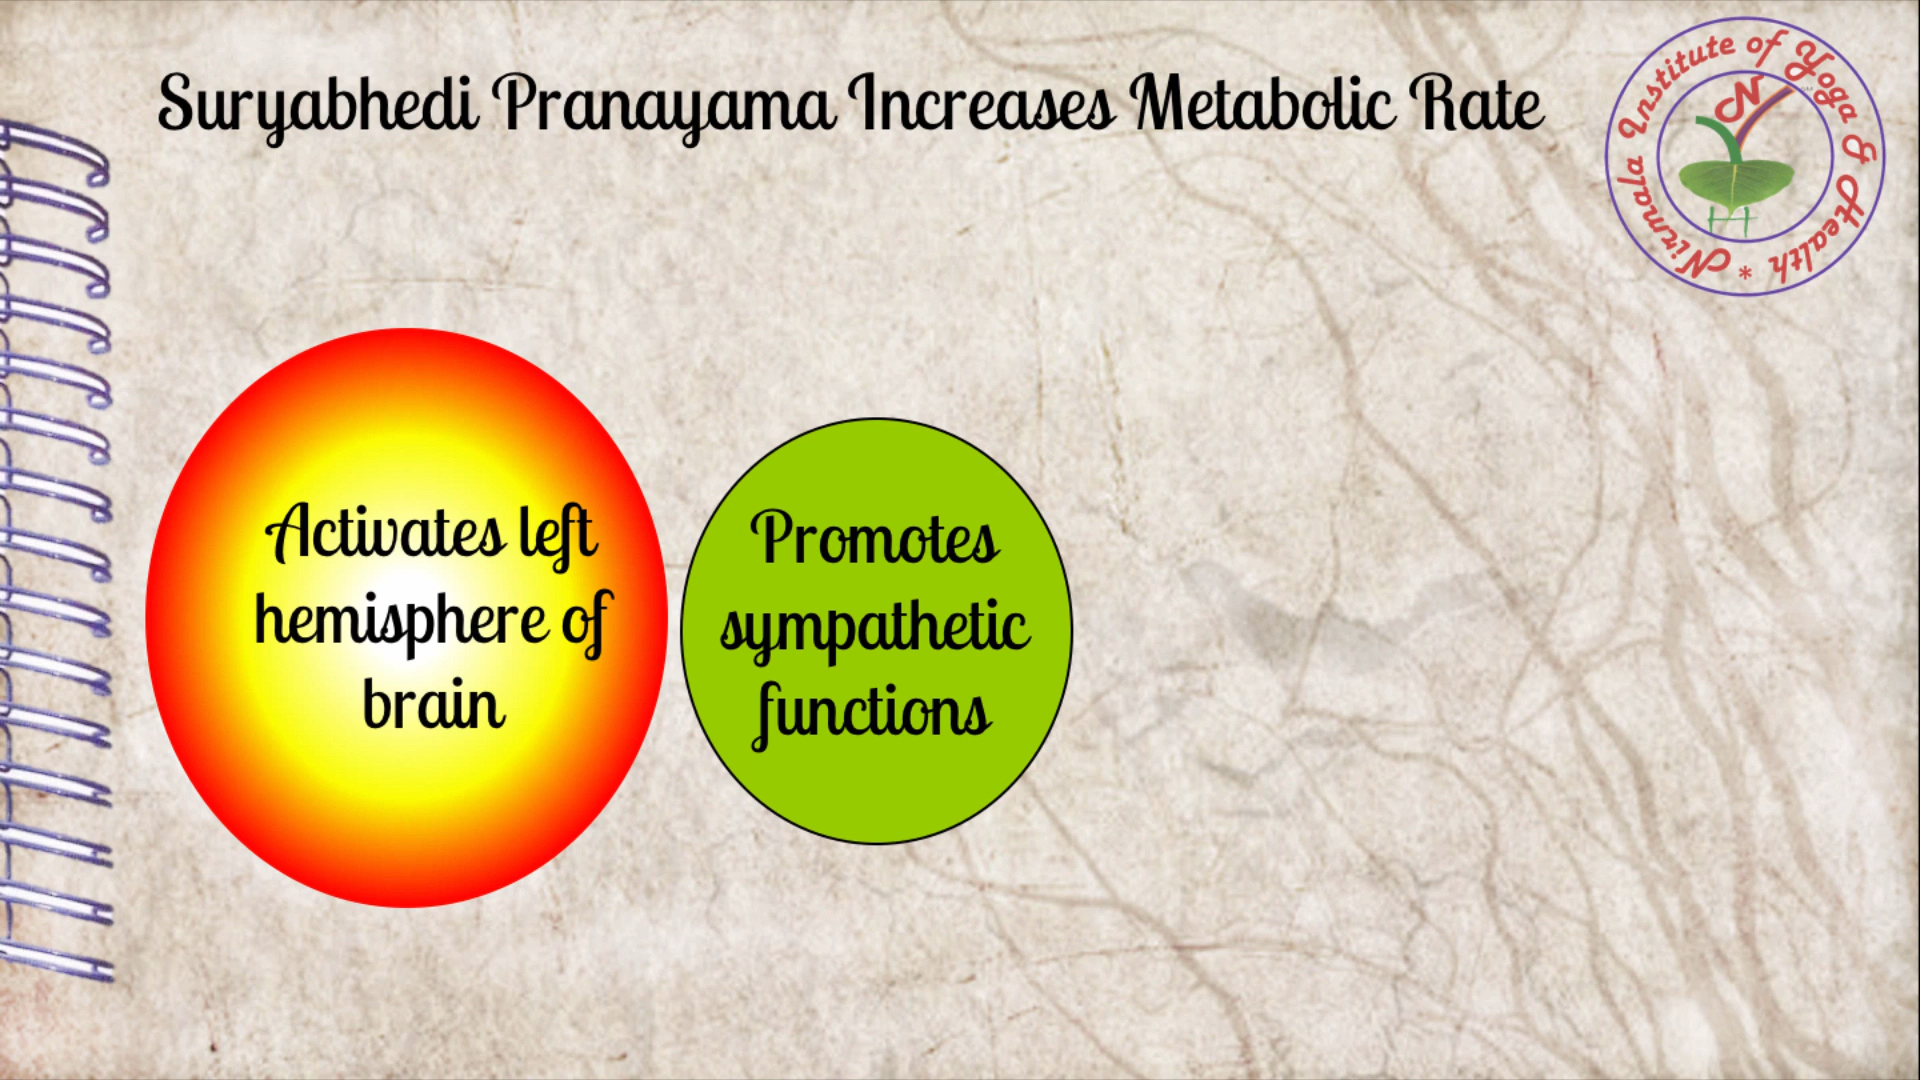 Suryabhedi Pranayama Increases Metabolic Rate
Nirmala Institute of Yoga & Health *
N
Activates left
hemisphere of
brain
Promotes
sympathetic
functions